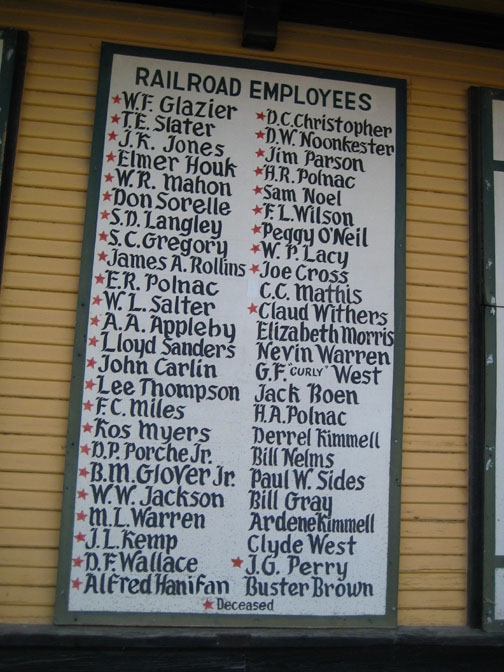 RAILROAD EMPLOYEES
★W.F. Glazier
★T.E. Slater
★J.K. Jones
★Elmer Houk
★W.R. Mahon
★Don Sorelle
★S.D. Langley
★S.C. Gregory
★James A. Rollins
★E.R. Polnac
★W.L. Salter
★A.A. Appleby
★Lloyd Sanders
★John Carlin
★Lee Thompson
★F.C. Miles
★Kos Myers
★D.P. Porche Jr.
★B.M. Glover Jr.
★W.W. Jackson
★M.L. Warren
★J.L. Kemp
★D.F. Wallace
★Alfred Hanifan
★D.C. Christopher
★D.W. Noonkester
★Jim Parson
★H.R. Polnac
★Sam Noel
★F.L. Wilson
★Peggy O'Neil
★W.P. Lacy
★Joe Cross
C.C. Mathis
★Claud Withers
Elizabeth Morris
Nevin Warren
G.F. "CURLY" West
Jack Boen
H.A. Polnac
Derrel Kimmell
Bill Nelms
Paul W. Sides
Bill Gray
Ardene Kimmell
Clyde West
★J.G. Perry
Buster Brown
★Deceased